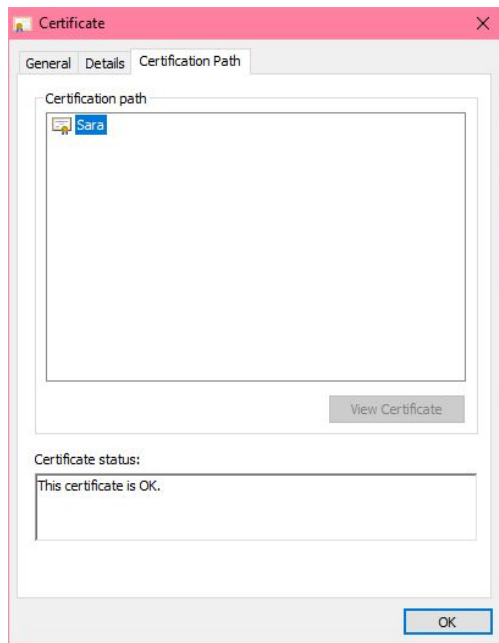 Certificate
General Details Certification Path
Certification path
Sara
View Certificate
Certificate status:
This certificate is OK.
OK